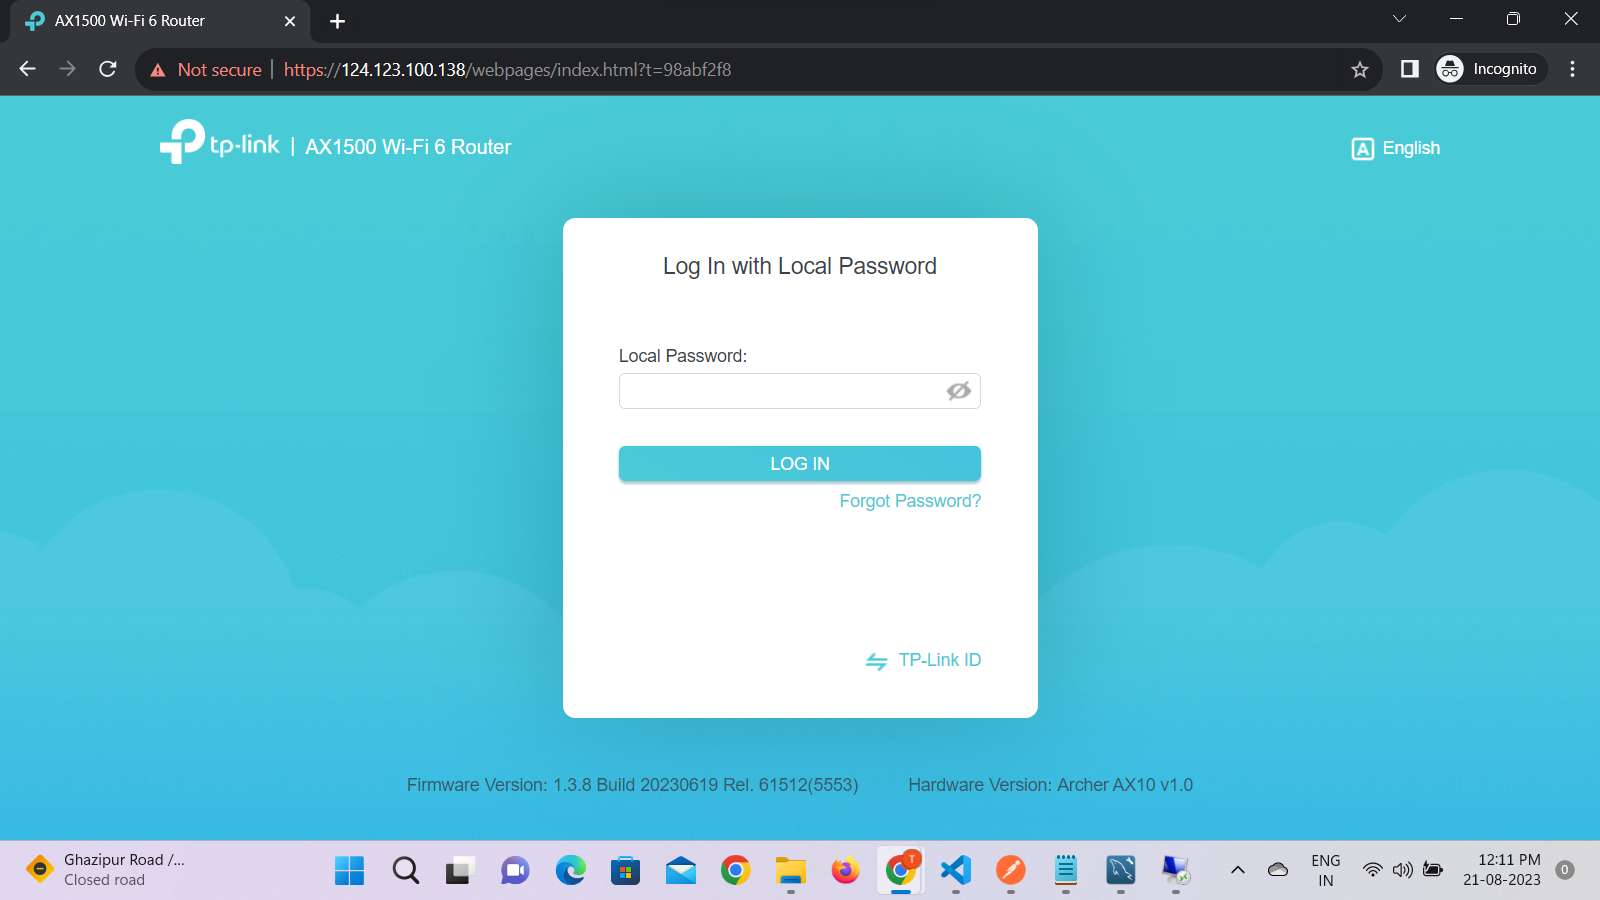 AX1500 Wi-Fi 6 Router
Not secure
https://124.123.100.138/webpages/index.html?t=98abf2f8
Incognito
tp-link | AX1500 Wi-Fi 6 Router
A English
Log In with Local Password
Local Password:
LOG IN
Forgot Password?
TP-Link ID
Firmware Version: 1.3.8 Build 20230619 Rel. 61512(5553)
Hardware Version: Archer AX10 v1.0
Ghazipur Road /...
Closed road
T
ENG
IN
12:11 PM
21-08-2023
0